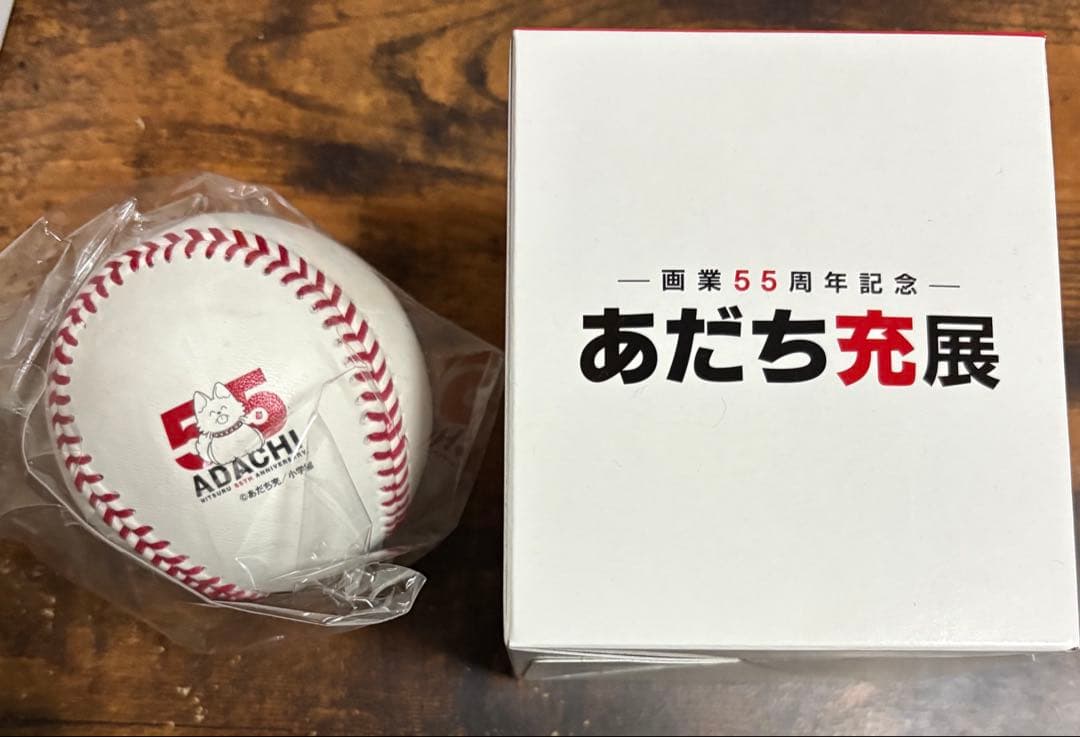 55
ADACHI
MITSURU 55TH ANNIVERSARY
©あだち充／小学館
画業55周年記念
あだち充展